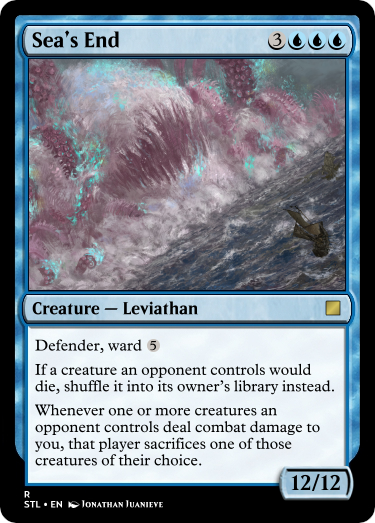 Sea's End 3
Creature — Leviathan
Defender, ward 5
If a creature an opponent controls would
die, shuffle it into its owner's library instead.
Whenever one or more creatures an
opponent controls deal combat damage to
you, that player sacrifices one of those
creatures of their choice.
12/12
R
STL • EN Jonathan Juanieve